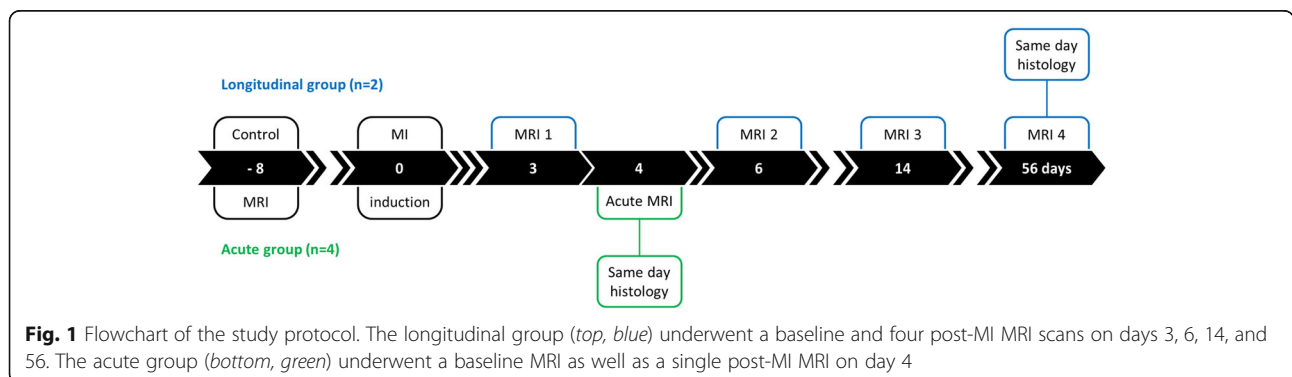 Same day
histology
Longitudinal group (n=2)
Control MI MRI 1 MRI 2 MRI 3 MRI 4
- 8 0 3 4 6 14 56 days
MRI induction Acute MRI
Acute group (n=4)
Same day
histology
Fig. 1 Flowchart of the study protocol. The longitudinal group (top, blue) underwent a baseline and four post-MI MRI scans on days 3, 6, 14, and
56. The acute group (bottom, green) underwent a baseline MRI as well as a single post-MI MRI on day 4